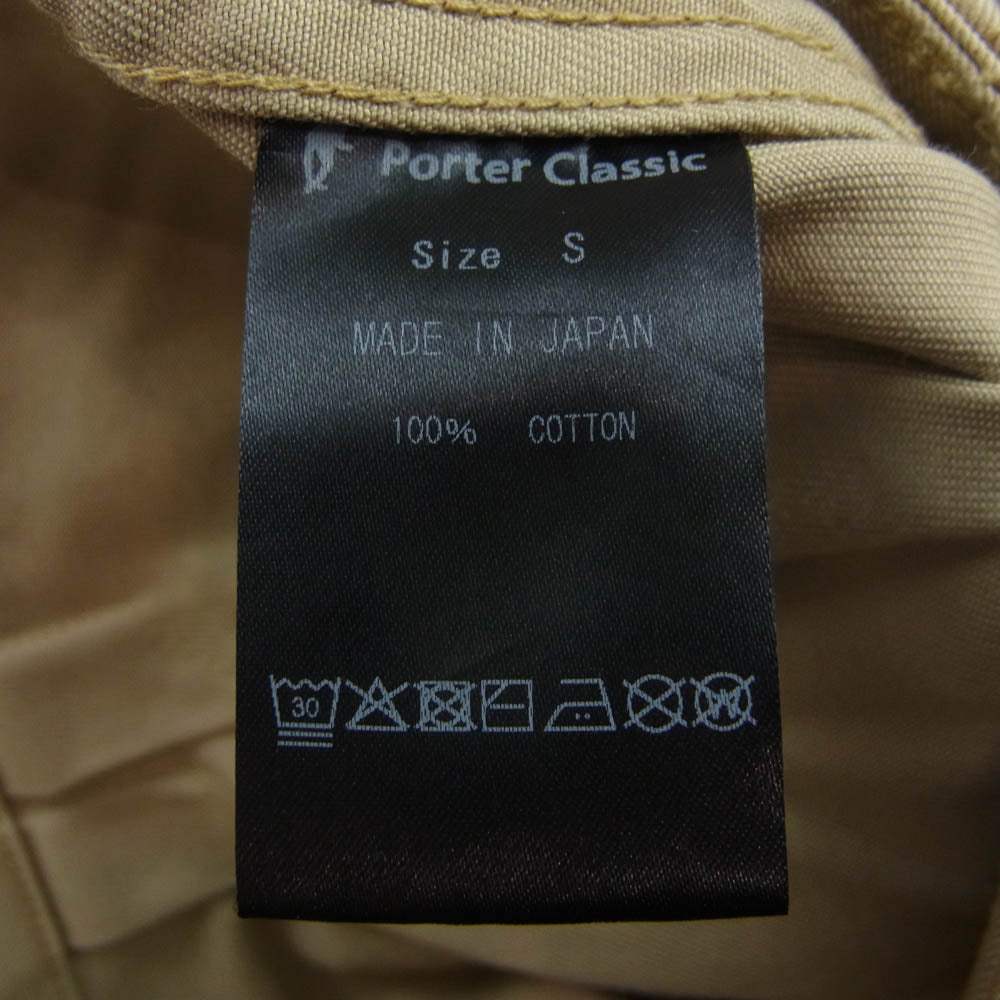 Porter Classic
Size S
MADE IN JAPAN
100% COTTON
30 W